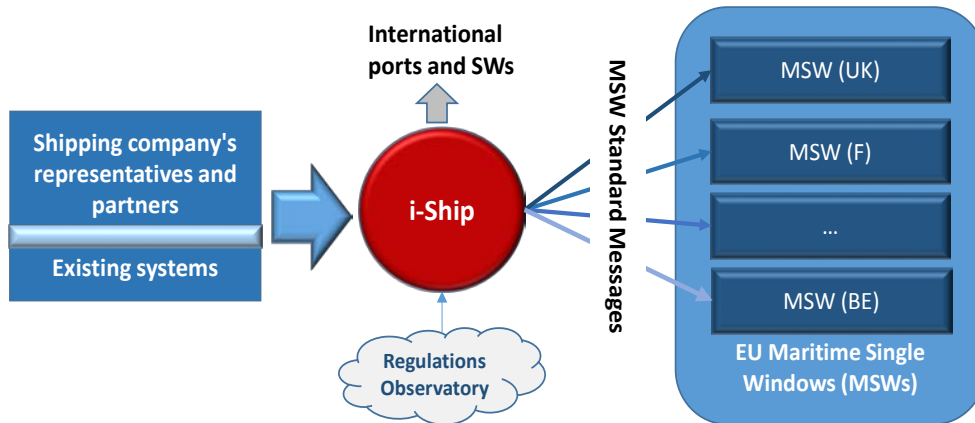 International
ports and SWs
Shipping company's
representatives and
partners
Existing systems
i-Ship
Regulations
Observatory
MSW Standard Messages
MSW (UK)
MSW (F)
...
MSW (BE)
EU Maritime Single
Windows (MSWs)